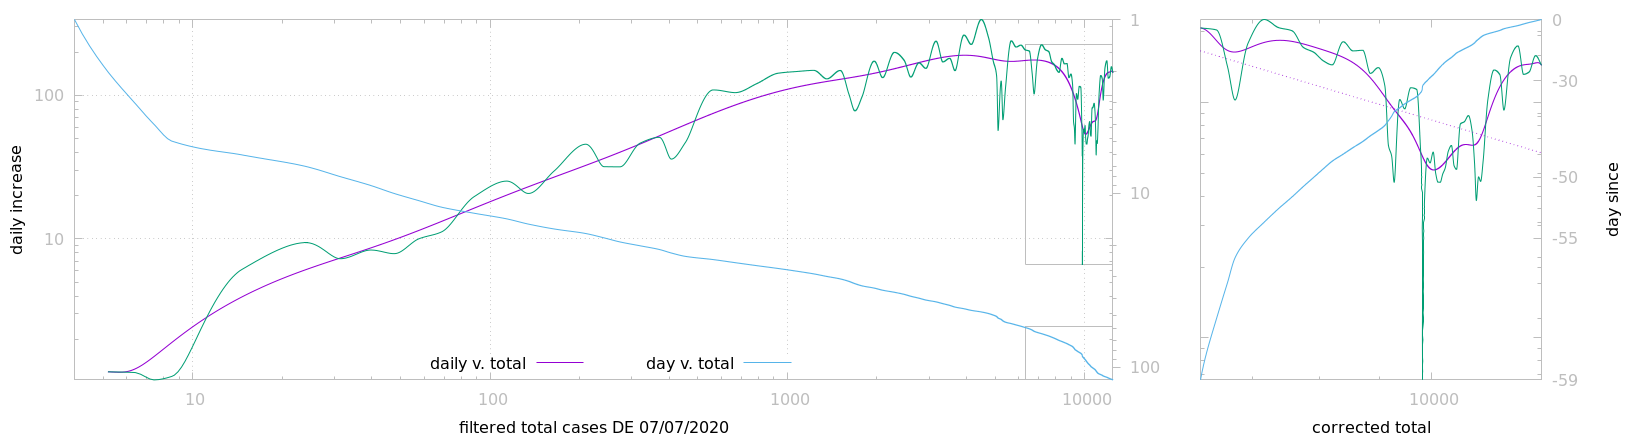 1
100
10
10
100
daily increase
daily v. total
day v. total
10
100
1000
10000
filtered total cases DE 07/07/2020
0
-30
-50
-55
-59
day since
10000
corrected total